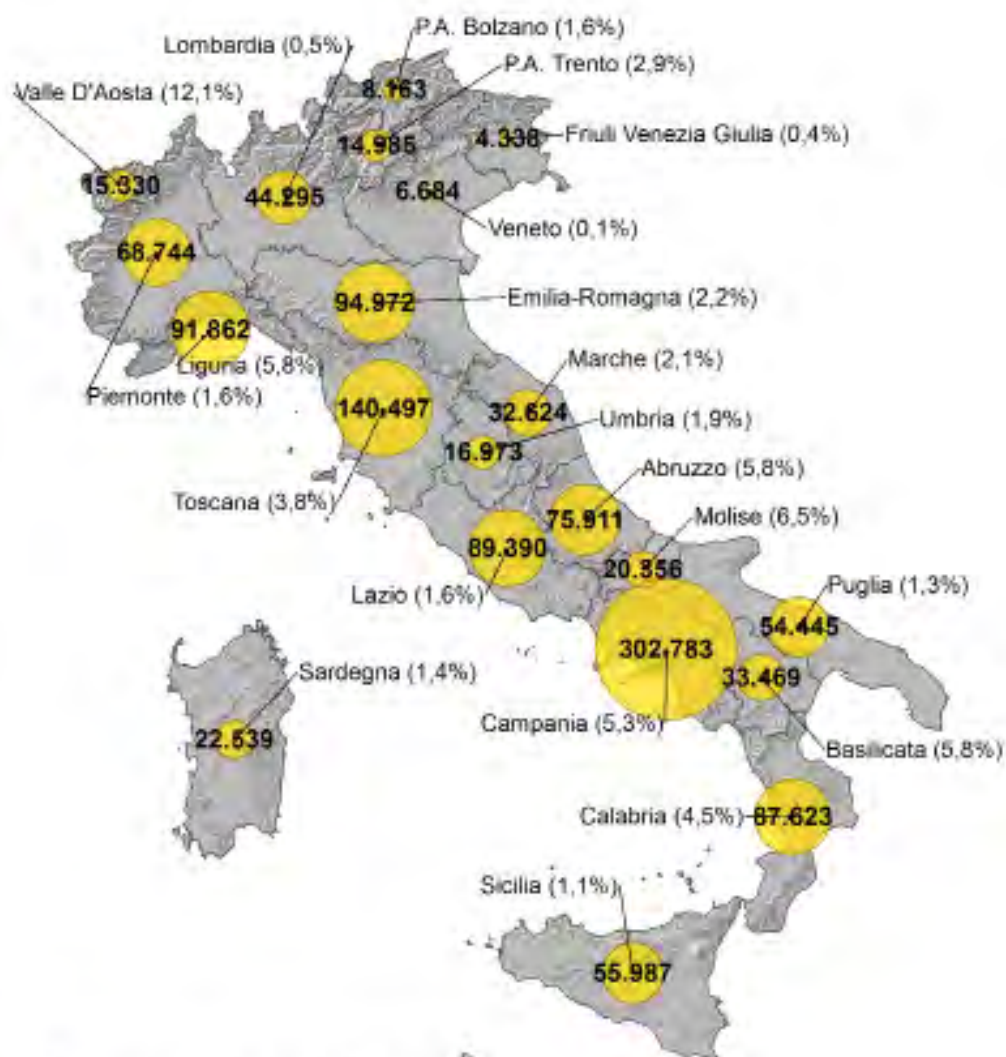 P.A. Bolzano (1,6%)
Lombardia (0,5%)
P.A. Trento (2,9%)
Valle D'Aosta (12,1%)
8.163
Friuli Venezia Giulia (0,4%)
4.338
14.985
15.330
44.295
6.684
Veneto (0,1%)
68.744
94.972
Emilia-Romagna (2,2%)
91.862
Liguria (5,8%)
Marche (2,1%)
Piemonte (1,6%)
140.497
32.624
Umbria (1,9%)
16.973
Abruzzo (5,8%)
Toscana (3,8%)
75.911
Molise (6,5%)
89.390
20.356
Puglia (1,3%)
Lazio (1,6%)
54.445
302.783
Sardegna (1,4%)
33.469
Campania (5,3%)
22.539
Basilicata (5,8%)
Calabria (4,5%)
87.623
Sicilia (1,1%)
55.987